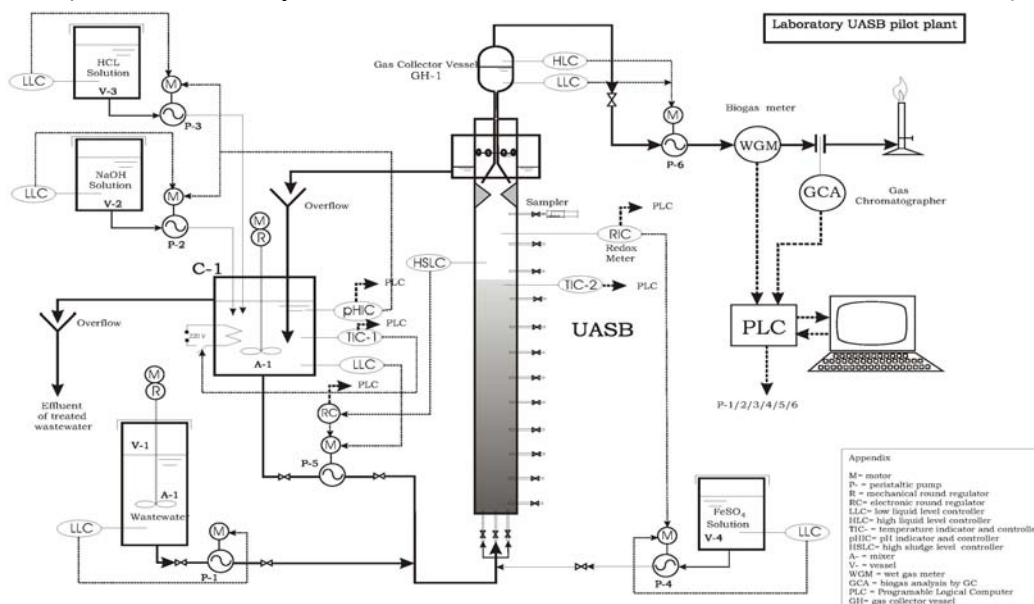 Laboratory UASB pilot plant
HCL
Solution
V-3
LLC
M
P-3
NaOH
Solution
V-2
LLC
M
P-2
Gas Collector Vessel
GH-1
HLC
LLC
M
P-6
Biogas meter
WGM
GCA
Gas
Chromatographer
Overflow
M
R
C-1
HSLC
Sampler
PLC
RIC
Redox
Meter
TIC-2
PLC
UASB
PLC
pHIC
PLC
TIC-1
LLC
220 V
A-1
Overflow
Effluent
of treated
wastewater
PLC
RC
M
P-5
PLC
P-1/2/3/4/5/6
M
R
V-1
A-1
Wastewater
LLC
M
P-1
M
P-4
FeSO4
Solution
V-4
LLC
Appendix
M= motor
P- = peristaltic pump
R = mechanical round regulator
RC= electronic round regulator
LLC= low liquid level controller
HLC= high liquid level controller
TIC- = temperature indicator and controlle
pHIC= pH indicator and controller
HSLC= high sludge level controller
A- = mixer
V- = vessel
WGM = wet gas meter
GCA = biogas analysis by GC
PLC = Programable Logical Computer
GH= gas collector vessel